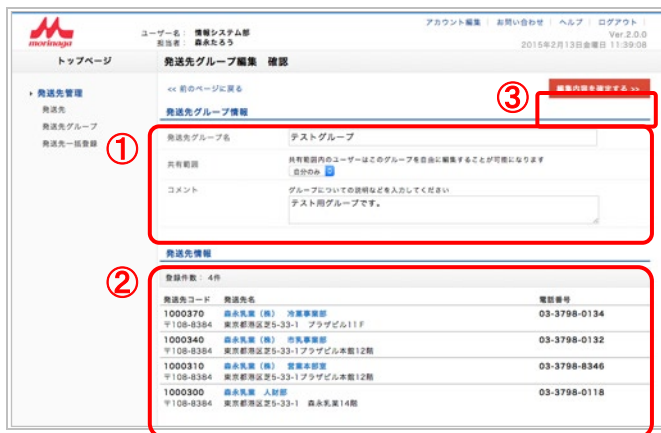 morinaga
ユーザー名： 情報システム部
担当者： 森永たろう
アカウント編集 お問い合わせ ヘルプ ログアウト
Ver.2.0.0
2015年2月13日金曜日 11:39:08
トップページ
発送先グループ編集 確認
発送先管理
発送先
発送先グループ
発送先一括登録
<< 前のページに戻る
③
編集内容を確定する >>
発送先グループ情報
①
発送先グループ名 テストグループ
共有範囲 共有範囲内のユーザーはこのグループを自由に編集することが可能になります
自分のみ
コメント グループについての説明などを入力してください
テスト用グループです。
発送先情報
②
登録件数： 4件
発送先コード 発送先名 電話番号
1000370 森永乳業（株） 冷菓事業部 03-3798-0134
〒108-8384 東京都港区芝5-33-1 プラザビル11F
1000340 森永乳業（株） 市乳事業部 03-3798-0132
〒108-8384 東京都港区芝5-33-1プラザビル本館12階
1000310 森永乳業（株） 営業本部室 03-3798-8346
〒108-8384 東京都港区芝5-33-1プラザビル本館12階
1000300 森永乳業 人財部 03-3798-0118
〒108-8384 東京都港区芝5-33-1 森永乳業14階